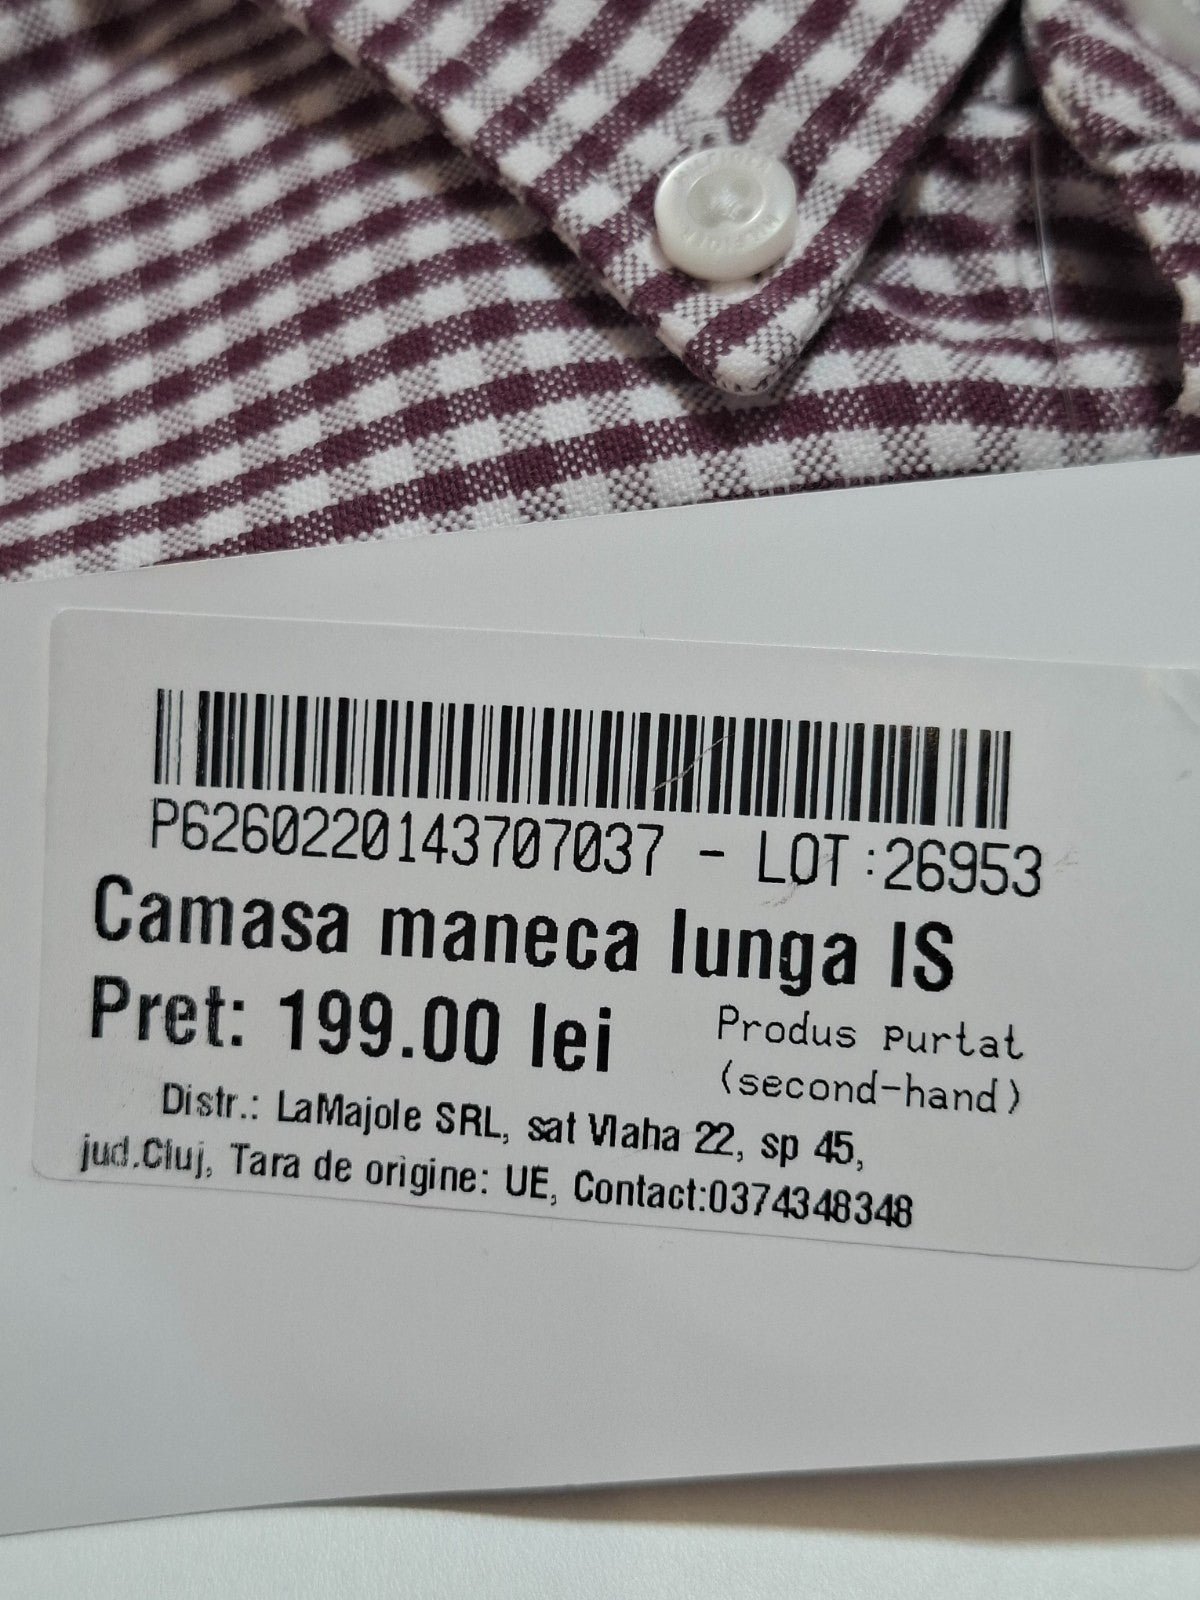 P6260220143707037 - LOT:26953
Camasa maneca lunga IS
Pret: 199.00 lei
Produs purtat
(second-hand)
Distr.: LaMajole SRL, sat Vlaha 22, sp 45,
jud.Cluj, Tara de origine: UE, Contact:0374348348